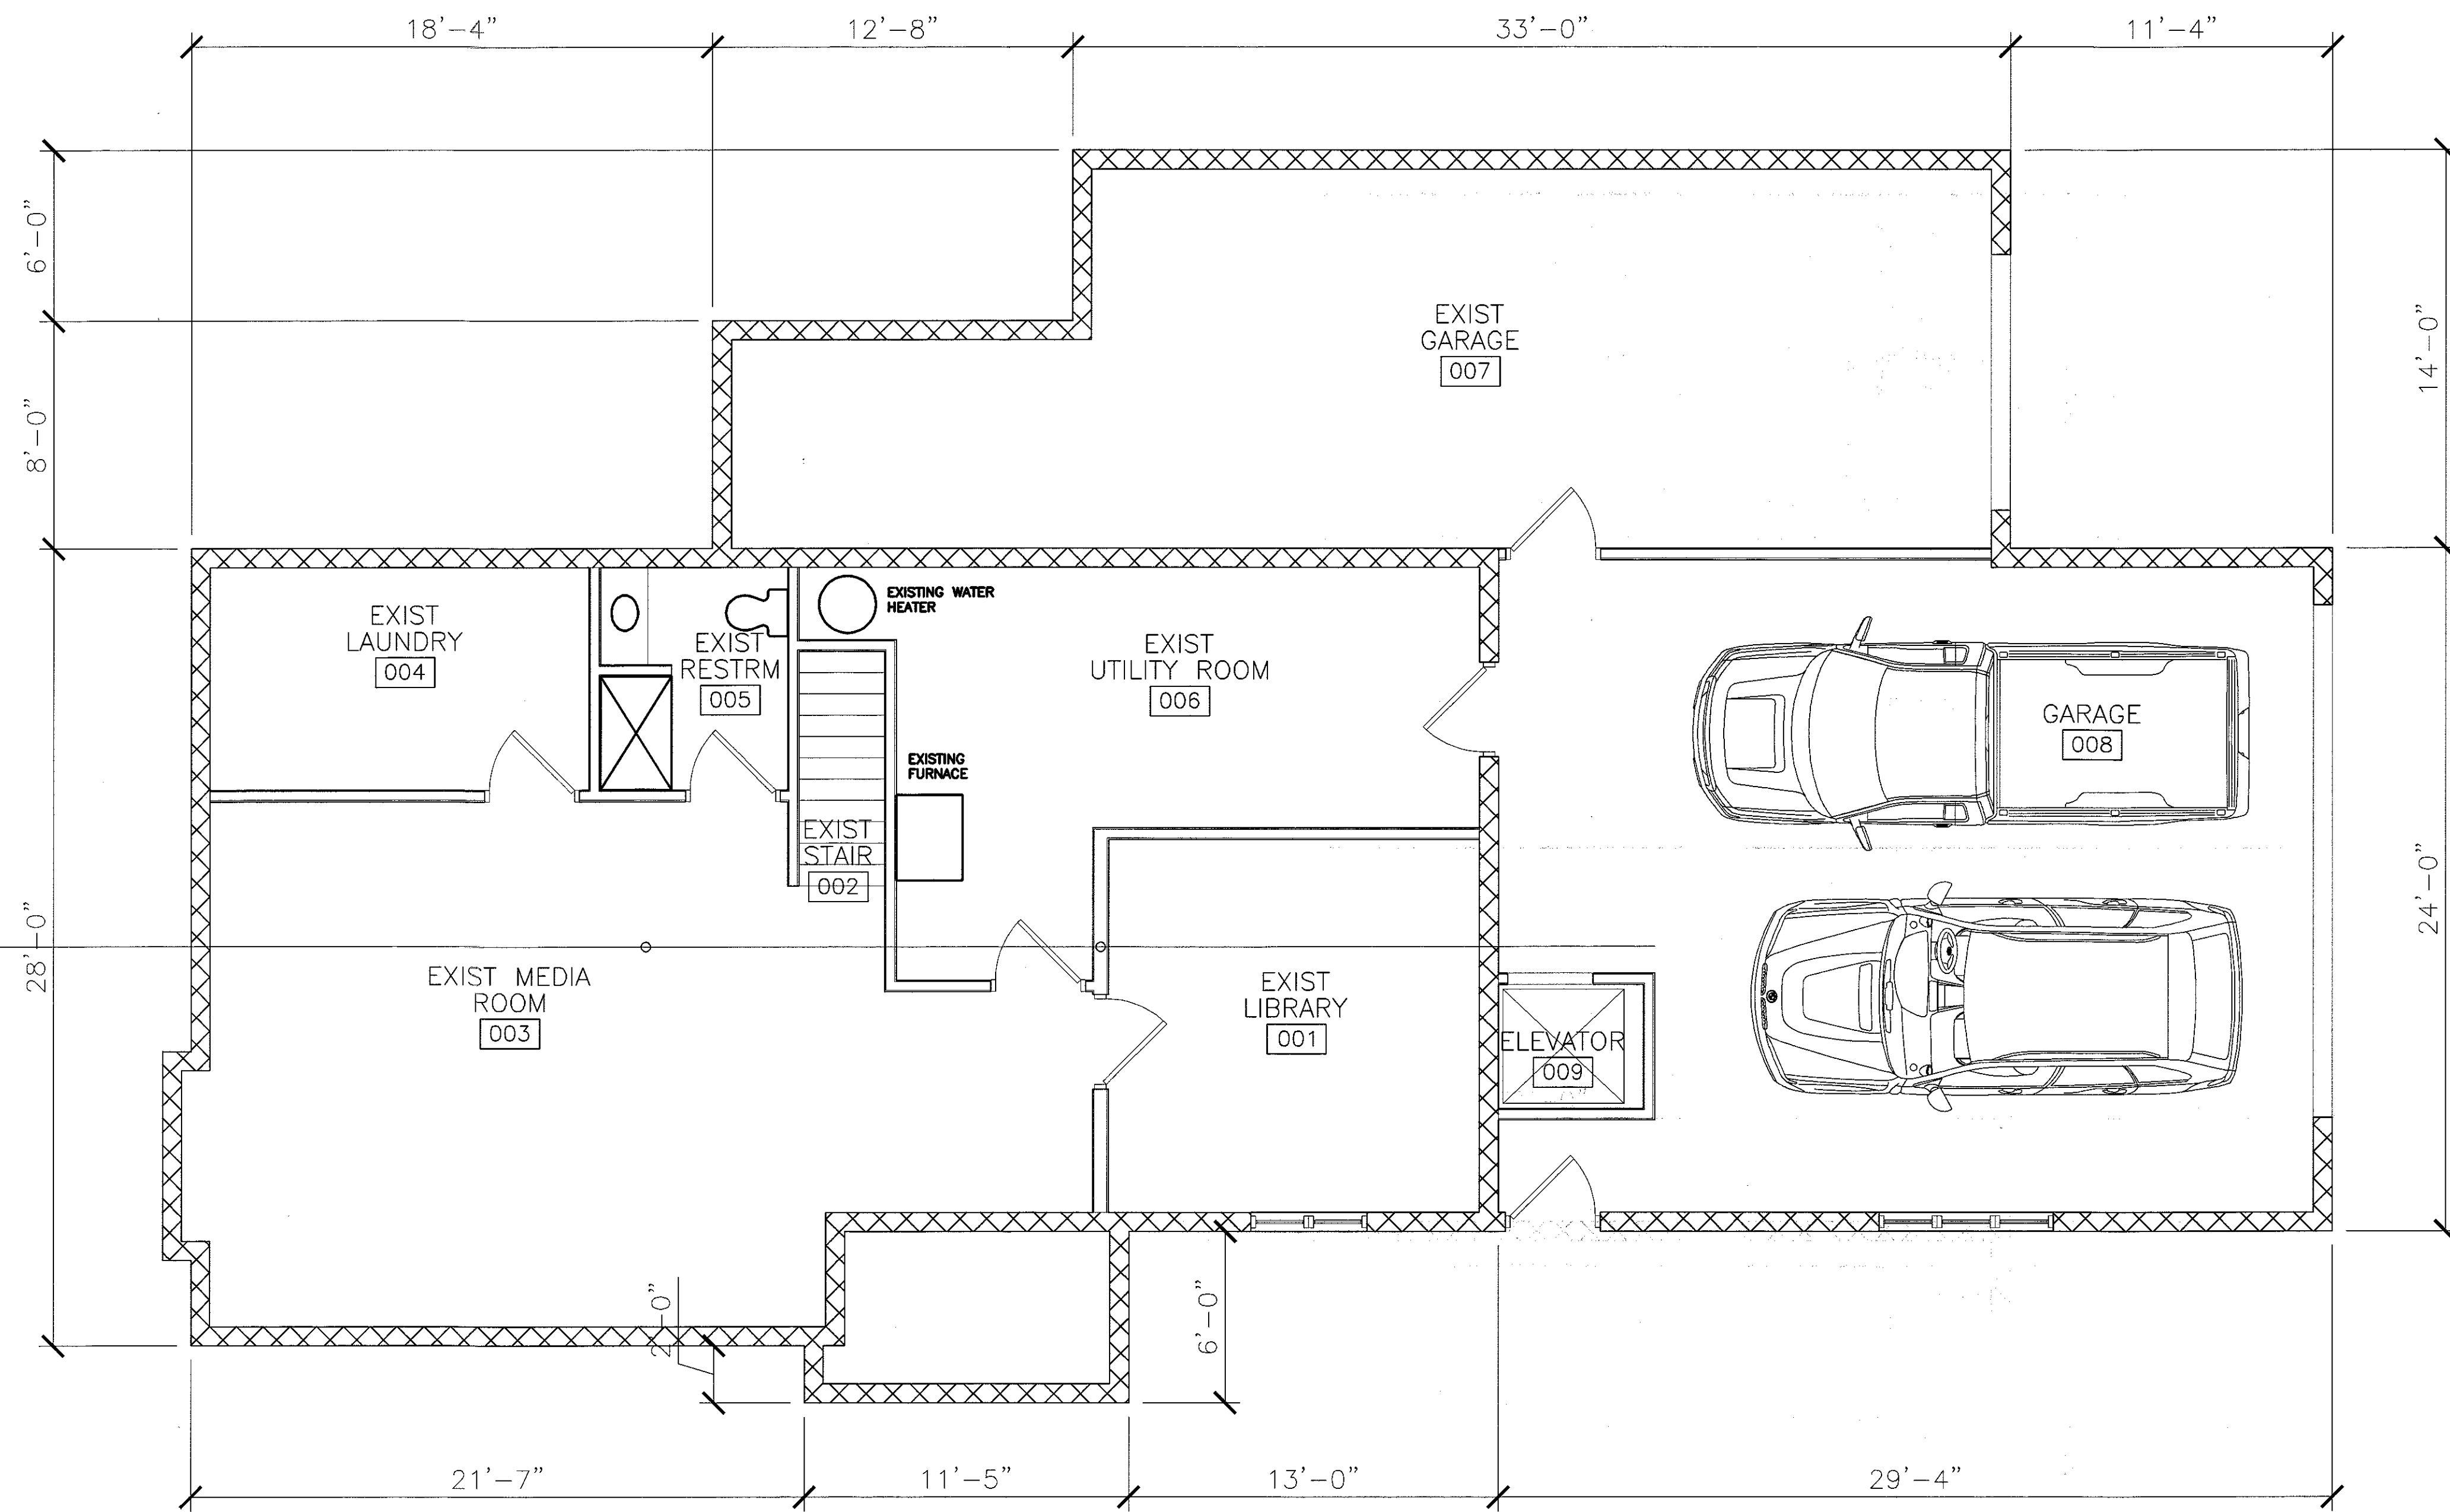 18'-4"
12'-8"
33'-0"
11'-4"
6'-0"
8'-0"
28'-0"
14'-0"
24'-0"
EXIST
GARAGE
007
EXIST
LAUNDRY
004
EXIST
RESTRM
005
EXISTING WATER
HEATER
EXIST
UTILITY ROOM
006
GARAGE
008
EXISTING
FURNACE
EXIST
STAIR
002
EXIST MEDIA
ROOM
003
EXIST
LIBRARY
001
ELEVATOR
009
2'-0"
6'-0"
21'-7"
11'-5"
13'-0"
29'-4"